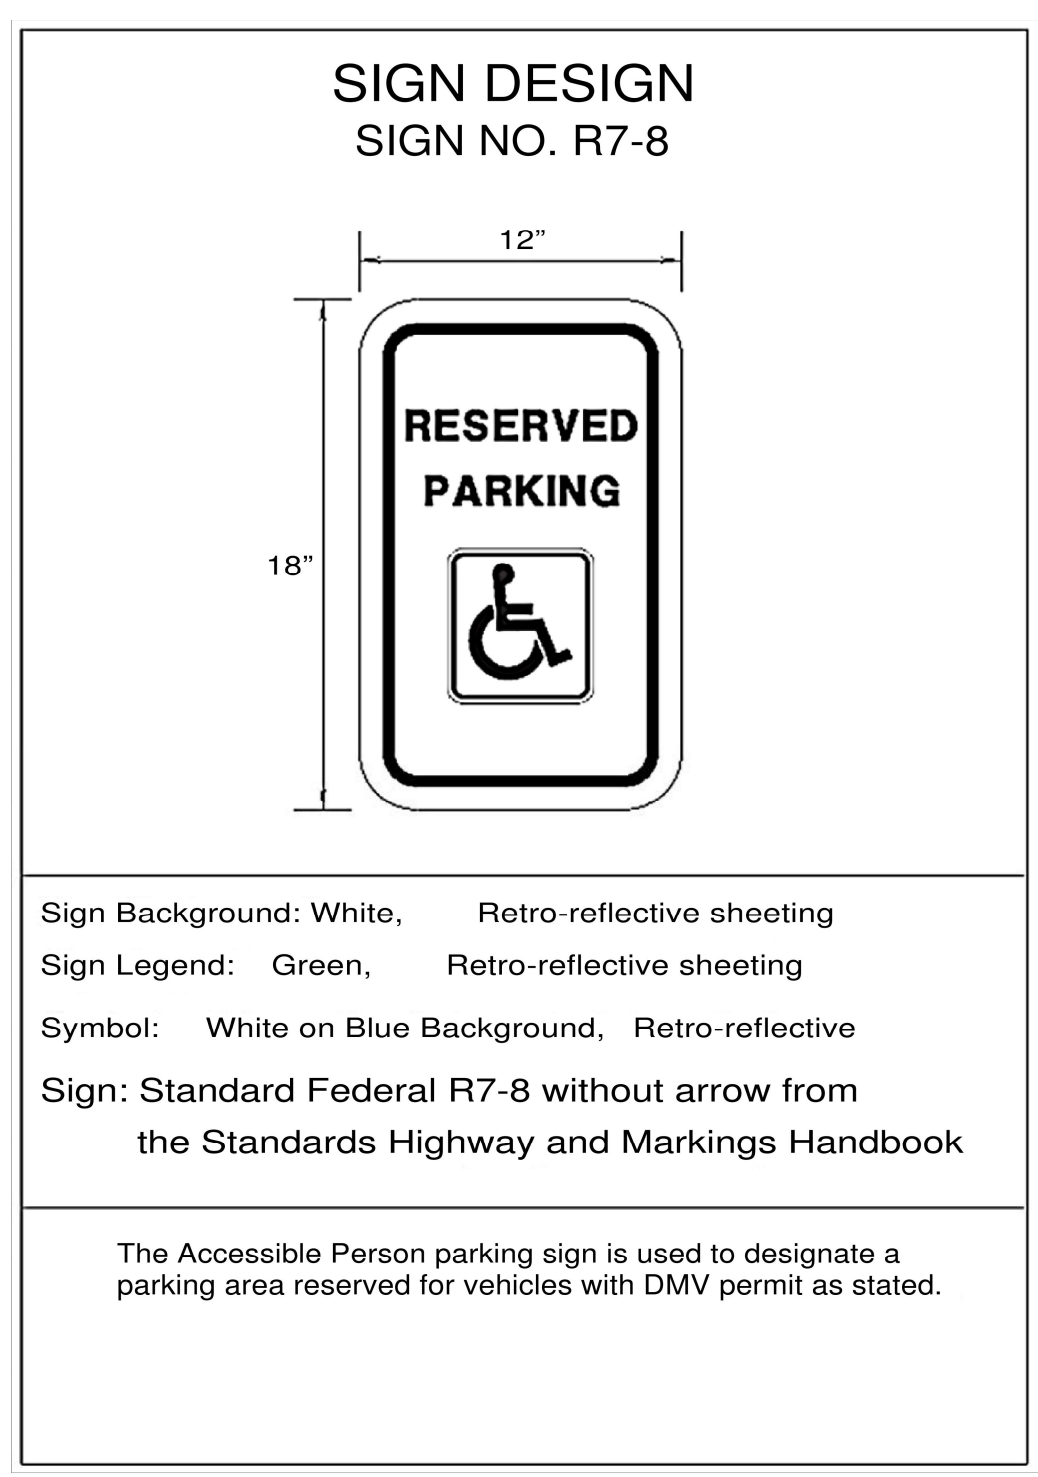 SIGN DESIGN
SIGN NO. R7-8
12”
RESERVED
PARKING
18”
Sign Background: White, Retro-reflective sheeting
Sign Legend: Green, Retro-reflective sheeting
Symbol: White on Blue Background, Retro-reflective
Sign: Standard Federal R7-8 without arrow from
the Standards Highway and Markings Handbook
The Accessible Person parking sign is used to designate a
parking area reserved for vehicles with DMV permit as stated.